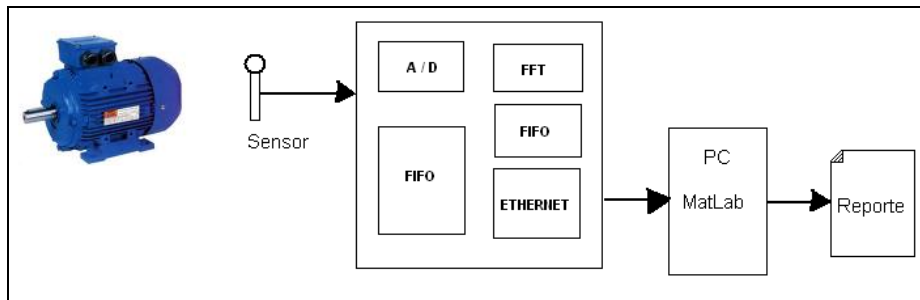 Sensor
A / D
FIFO
FFT
FIFO
ETHERNET
PC
MatLab
Reporte